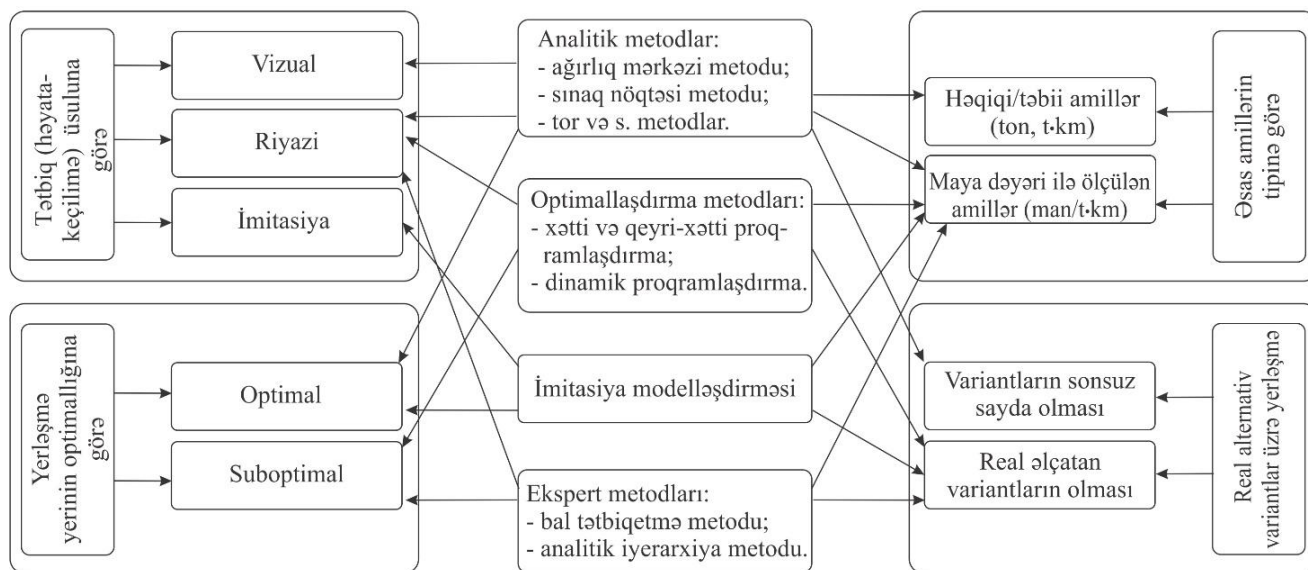 Tətbiq (həyata-
keçilmə) üsuluna
görə
Vizual
Riyazi
İmitasiya
Yerləşmə
yerinin optimallığına
görə
Optimal
Suboptimal
Analitik metodlar:
- ağırlıq mərkəzi metodu;
- sınaq nöqtəsi metodu;
- tor və s. metodlar.
Optimallaşdırma metodları:
- xətti və qeyri-xətti proq-
ramlaşdırma;
- dinamik proqramlaşdırma.
İmitasiya modelləşdirməsi
Ekspert metodları:
- bal tətbiqetmə metodu;
- analitik iyerarxiya metodu.
Həqiqi/təbii amillər
(ton, t•km)
Maya dəyəri ilə ölçülən
amillər (man/t•km)
Əsas amillərin
tipinə görə
Variantların sonsuz
sayda olması
Real əlçatan
variantların olması
Real alternativ
variantlar üzrə yerləşmə